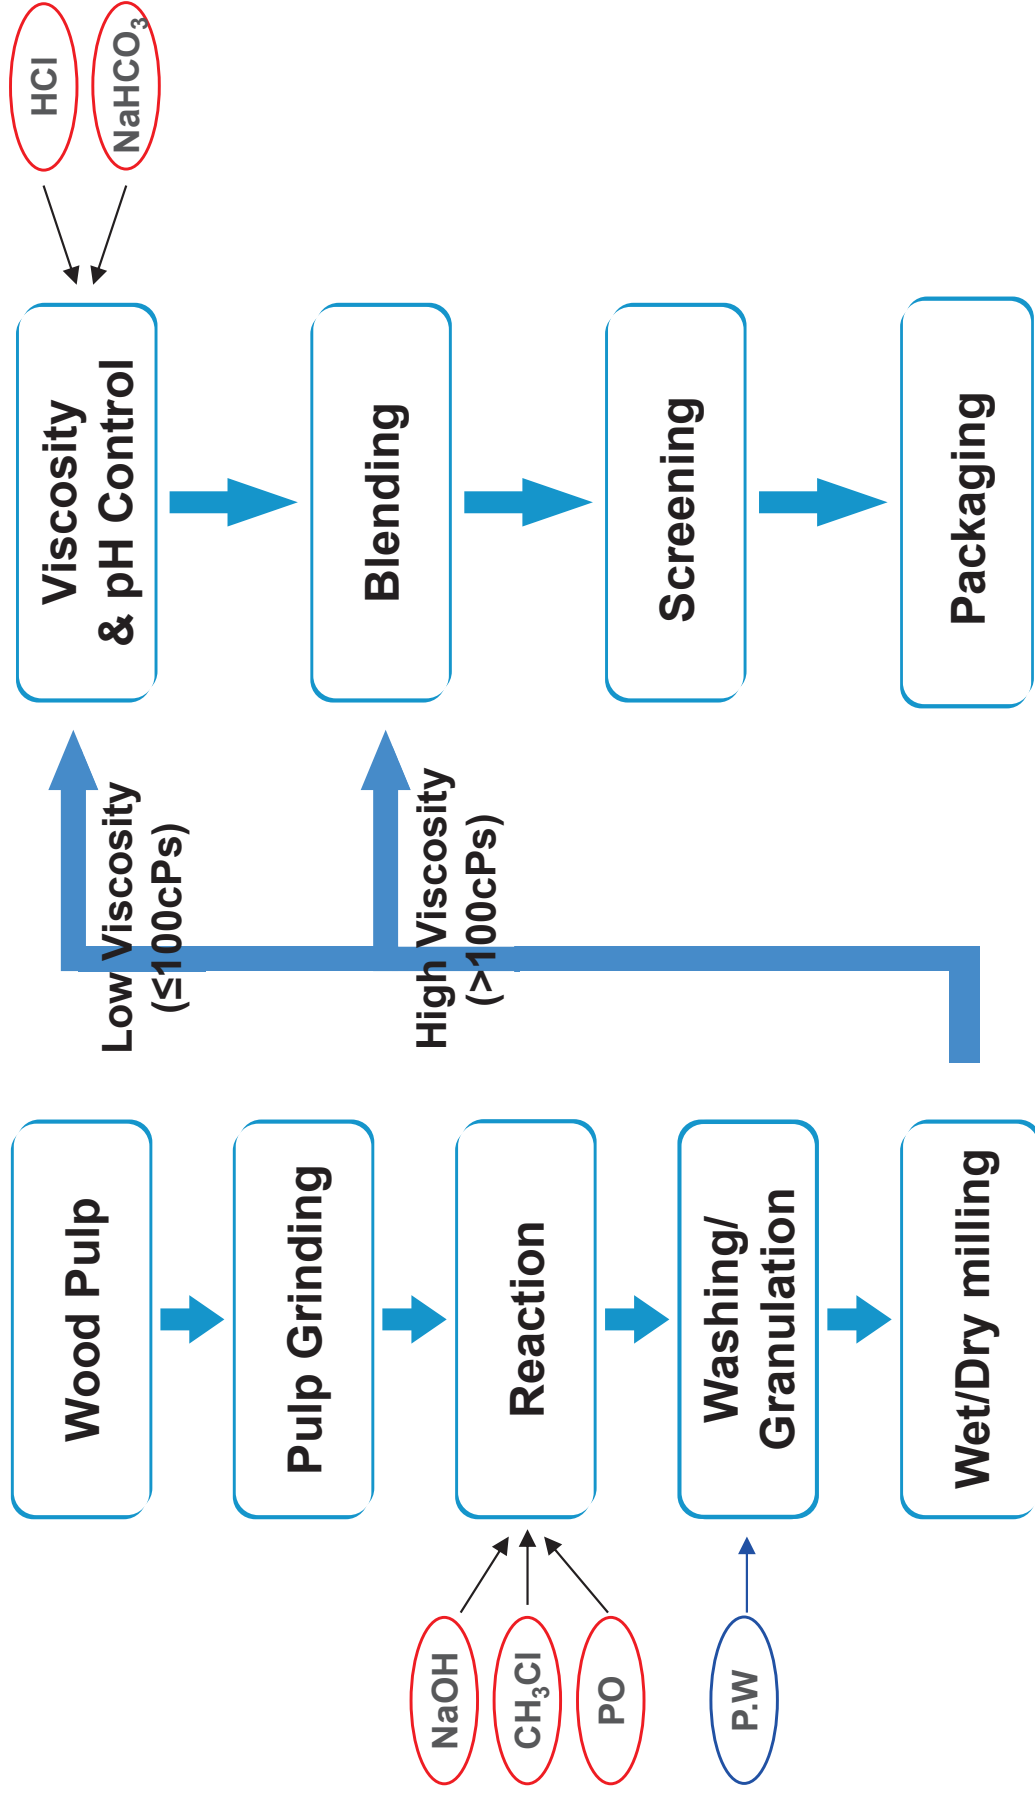 Wood Pulp
Pulp Grinding
NaOH
CH₃Cl
PO
Reaction
P.W
Washing/
Granulation
Wet/Dry milling
Low Viscosity
(≤100cPs)
High Viscosity
(>100cPs)
HCl
NaHCO₃
Viscosity
& pH Control
Blending
Screening
Packaging